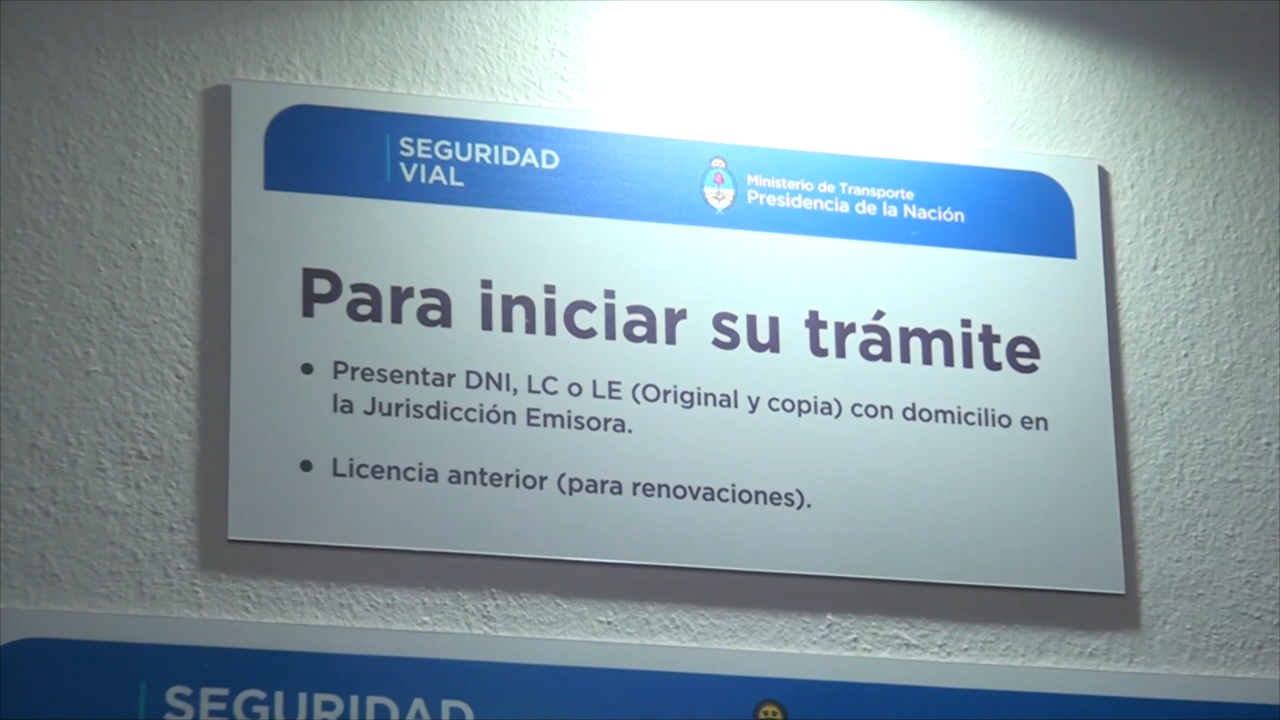 SEGURIDAD
VIAL
Ministerio de Transporte
Presidencia de la Nación
Para iniciar su trámite
• Presentar DNI, LC o LE (Original y copia) con domicilio en
la Jurisdicción Emisora.
• Licencia anterior (para renovaciones).
SEGURIDAD